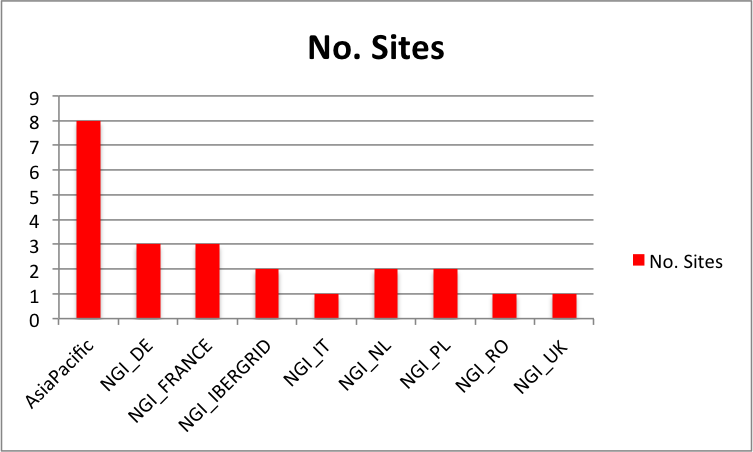 No. Sites
9
8
7
6
5
4
3
2
1
0
AsiaPacific
NGI_DE
NGI_FRANCE
NGI_IBERGRID
NGI_IT
NGI_NL
NGI_PL
NGI_RO
NGI_UK
No. Sites